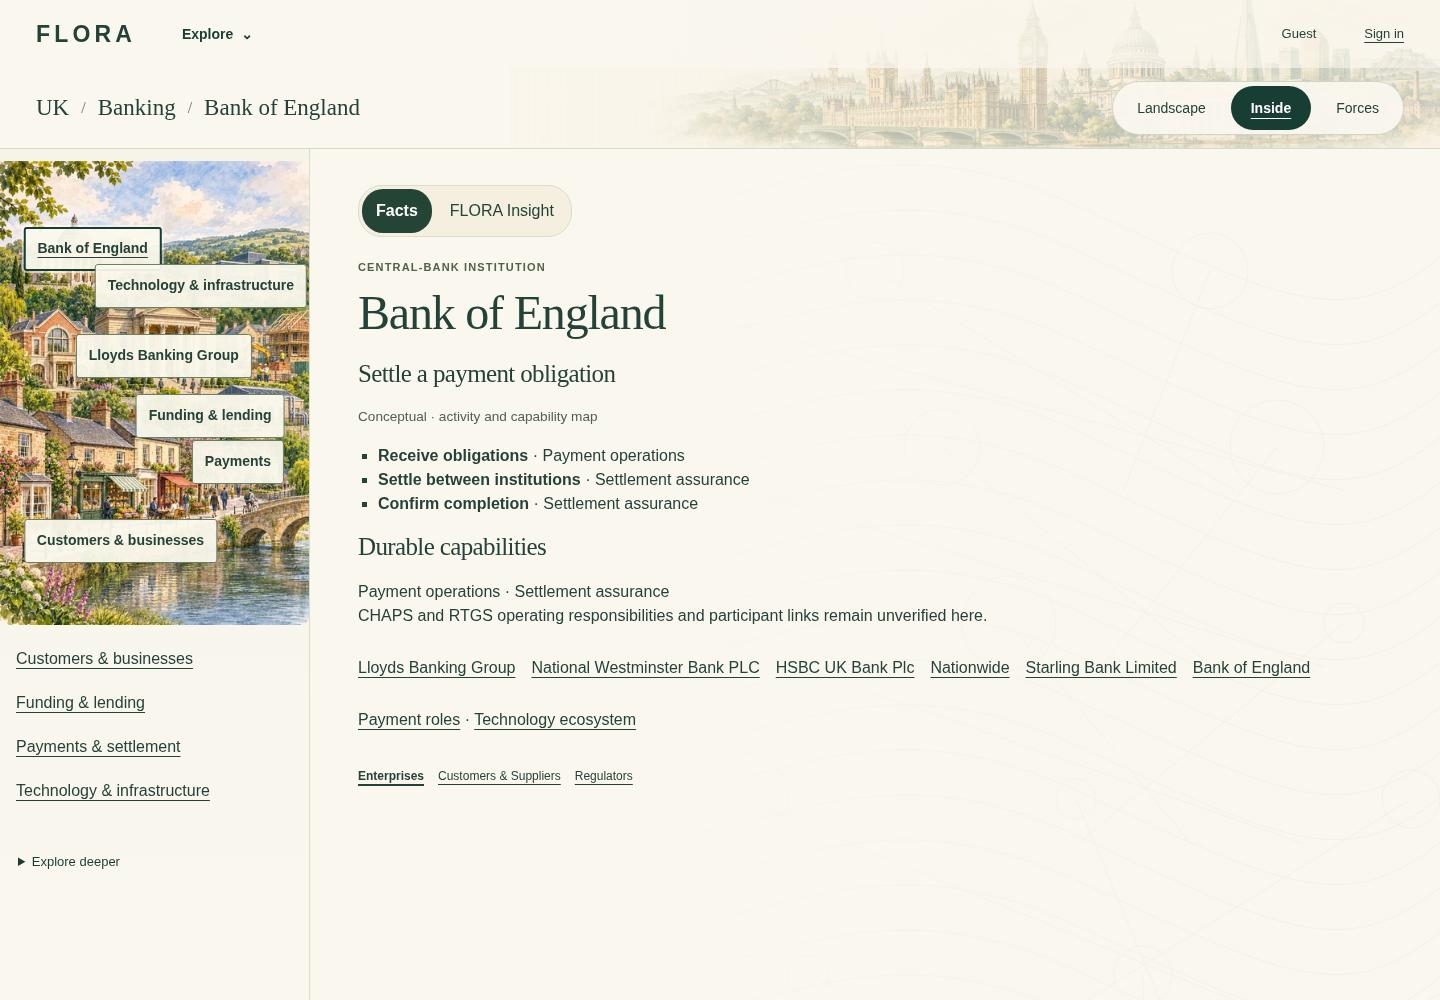 FLORA
Explore
Guest
Sign in
UK / Banking / Bank of England
Landscape
Inside
Forces
Bank of England
Technology & infrastructure
Lloyds Banking Group
Funding & lending
Payments
Customers & businesses
Customers & businesses
Funding & lending
Payments & settlement
Technology & infrastructure
Explore deeper
Facts
FLORA Insight
CENTRAL-BANK INSTITUTION
Bank of England
Settle a payment obligation
Conceptual · activity and capability map
Receive obligations · Payment operations
Settle between institutions · Settlement assurance
Confirm completion · Settlement assurance
Durable capabilities
Payment operations · Settlement assurance
CHAPS and RTGS operating responsibilities and participant links remain unverified here.
Lloyds Banking Group National Westminster Bank PLC HSBC UK Bank Plc Nationwide Starling Bank Limited Bank of England
Payment roles · Technology ecosystem
Enterprises Customers & Suppliers Regulators